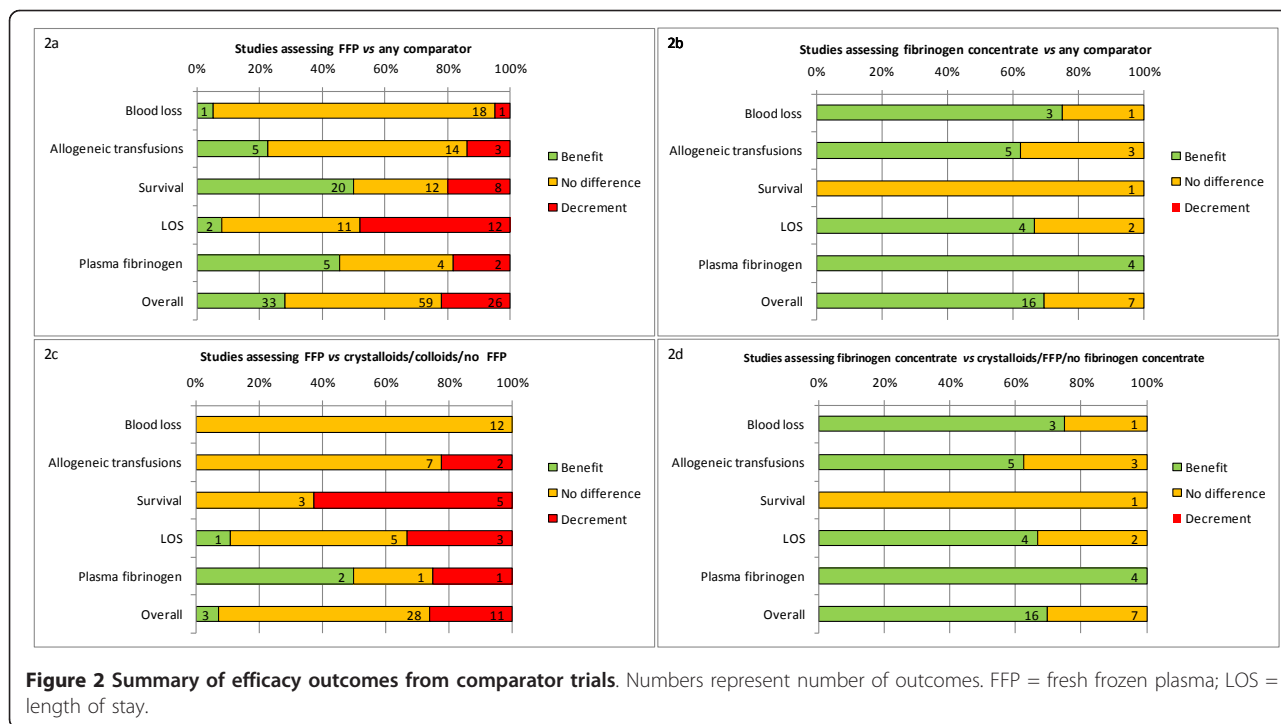 2a
Studies assessing FFP vs any comparator
0% 20% 40% 60% 80% 100%
Blood loss 1 18 1
Allogeneic transfusions 5 14 3
Survival 20 12 8
LOS 2 11 12
Plasma fibrinogen 5 4 2
Overall 33 59 26
Benefit
No difference
Decrement
2b
Studies assessing fibrinogen concentrate vs any comparator
0% 20% 40% 60% 80% 100%
Blood loss 3 1
Allogeneic transfusions 5 3
Survival 1
LOS 4 2
Plasma fibrinogen 4
Overall 16 7
Benefit
No difference
Decrement
2c
Studies assessing FFP vs crystalloids/colloids/no FFP
0% 20% 40% 60% 80% 100%
Blood loss 12
Allogeneic transfusions 7 2
Survival 3 5
LOS 1 5 3
Plasma fibrinogen 2 1 1
Overall 3 28 11
Benefit
No difference
Decrement
2d
Studies assessing fibrinogen concentrate vs crystalloids/FFP/no fibrinogen concentrate
0% 20% 40% 60% 80% 100%
Blood loss 3 1
Allogeneic transfusions 5 3
Survival 1
LOS 4 2
Plasma fibrinogen 4
Overall 16 7
Benefit
No difference
Decrement
Figure 2 Summary of efficacy outcomes from comparator trials. Numbers represent number of outcomes. FFP = fresh frozen plasma; LOS =
length of stay.